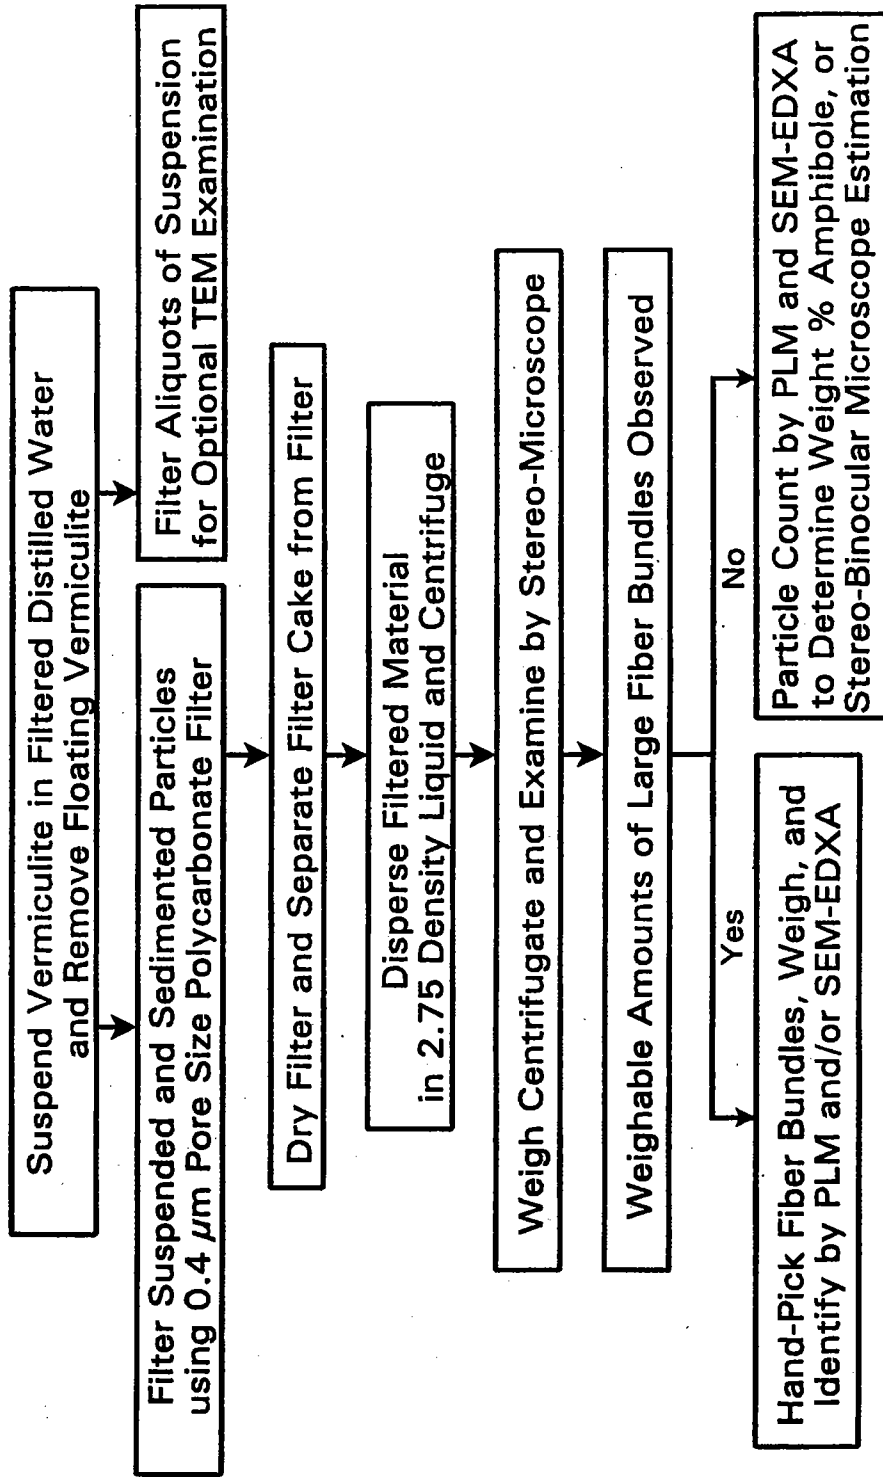 Suspend Vermiculite in Filtered Distilled Water
and Remove Floating Vermiculite
Filter Suspended and Sedimented Particles
using 0.4 µm Pore Size Polycarbonate Filter
Filter Aliquots of Suspension
for Optional TEM Examination
Dry Filter and Separate Filter Cake from Filter
Disperse Filtered Material
in 2.75 Density Liquid and Centrifuge
Weigh Centrifugate and Examine by Stereo-Microscope
Weighable Amounts of Large Fiber Bundles Observed
Yes
No
Hand-Pick Fiber Bundles, Weigh, and
Identify by PLM and/or SEM-EDXA
Particle Count by PLM and SEM-EDXA
to Determine Weight % Amphibole, or
Stereo-Binocular Microscope Estimation